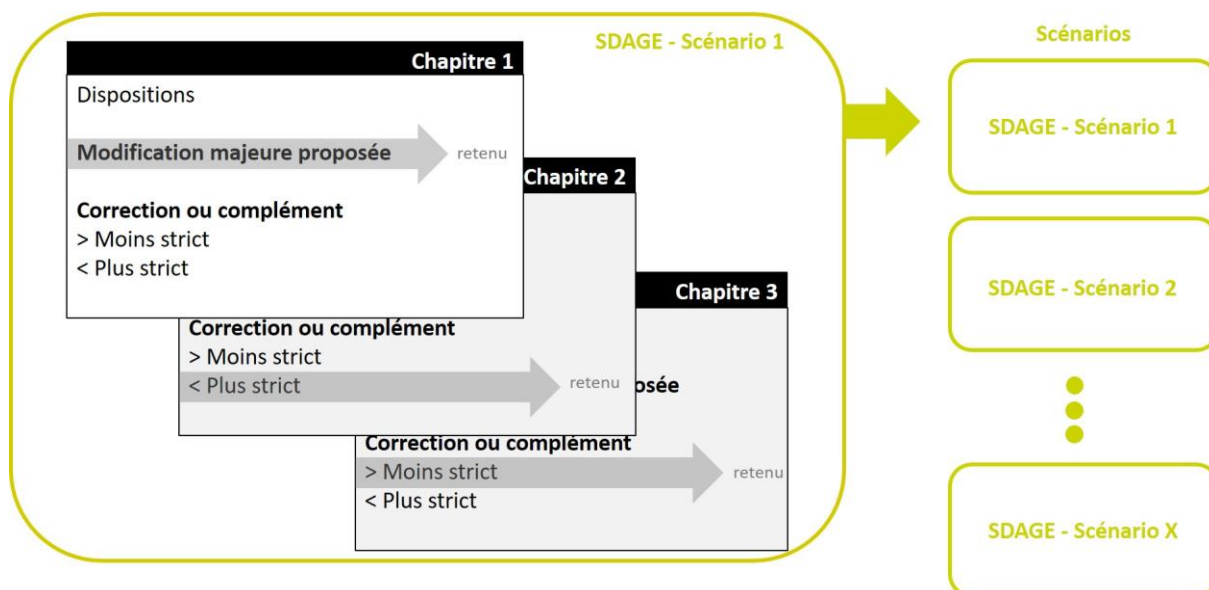 SDAGE - Scénario 1
Chapitre 1
Dispositions
Modification majeure proposée
retenu
Correction ou complément
> Moins strict
< Plus strict
Chapitre 2
Correction ou complément
> Moins strict
< Plus strict
retenu
Chapitre 3
osée
Correction ou complément
> Moins strict
retenu
< Plus strict
Scénarios
SDAGE - Scénario 1
SDAGE - Scénario 2
SDAGE - Scénario X